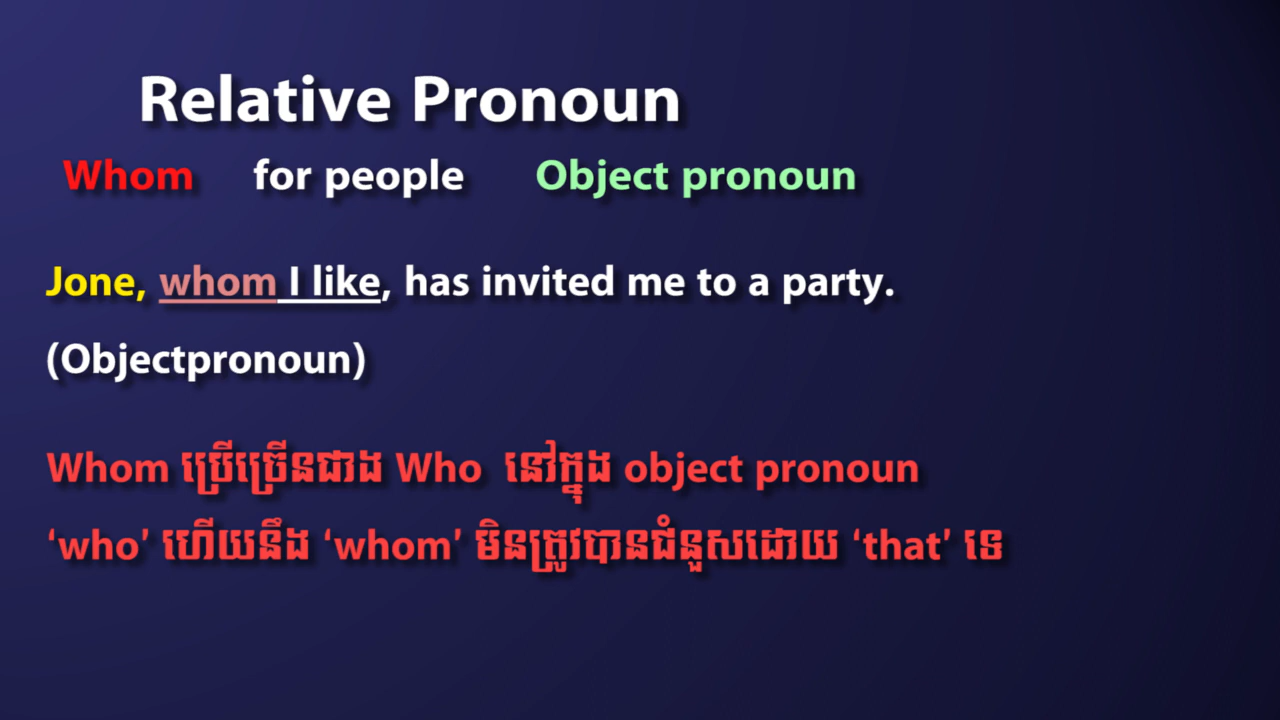 Relative Pronoun
Whom for people Object pronoun
Jone, whom I like, has invited me to a party.
(Objectpronoun)
Whom ប្រើច្រើនជាង Who នៅក្នុង object pronoun
‘who’ ហើយនឹង ‘whom’ មិនត្រូវបានជំនួសដោយ ‘that’ ទេ